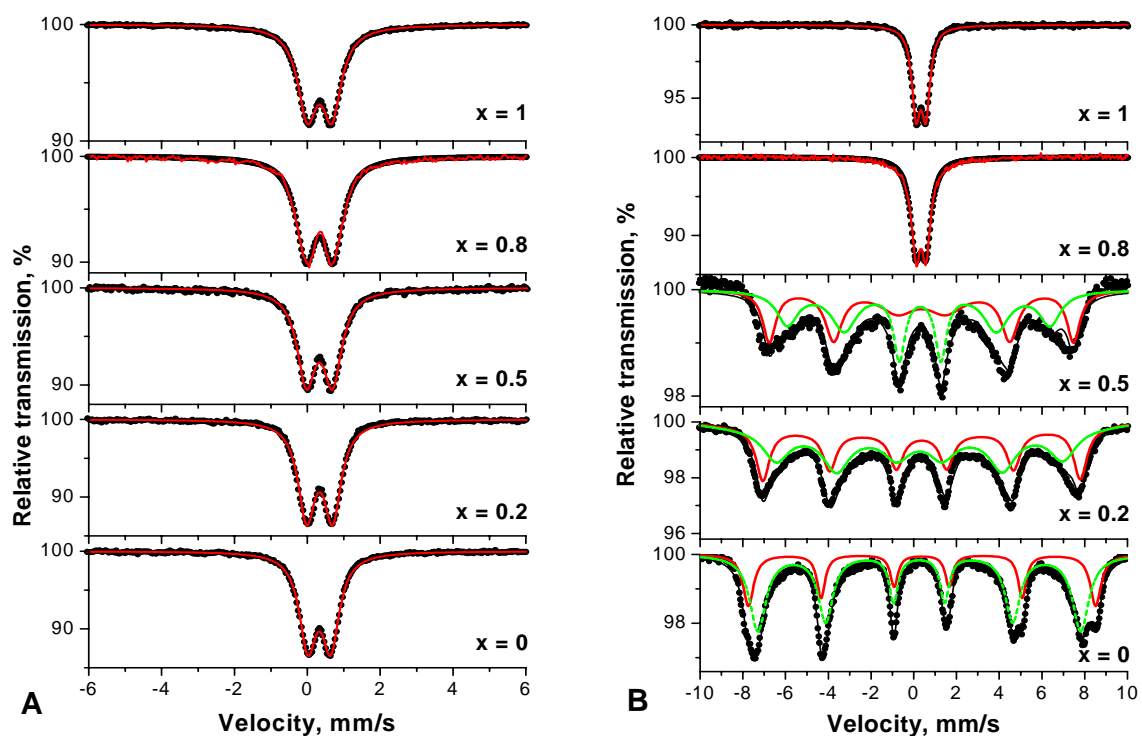 100
90
x = 1
100
90
x = 0.8
100
90
x = 0.5
100
90
x = 0.2
100
90
x = 0
-6 -4 -2 0 2 4 6
Velocity, mm/s
Relative transmission, %
A
100
95
x = 1
100
90
x = 0.8
100
98
x = 0.5
100
98
96
x = 0.2
100
98
x = 0
-10 -8 -6 -4 -2 0 2 4 6 8 10
Velocity, mm/s
Relative transmission, %
B